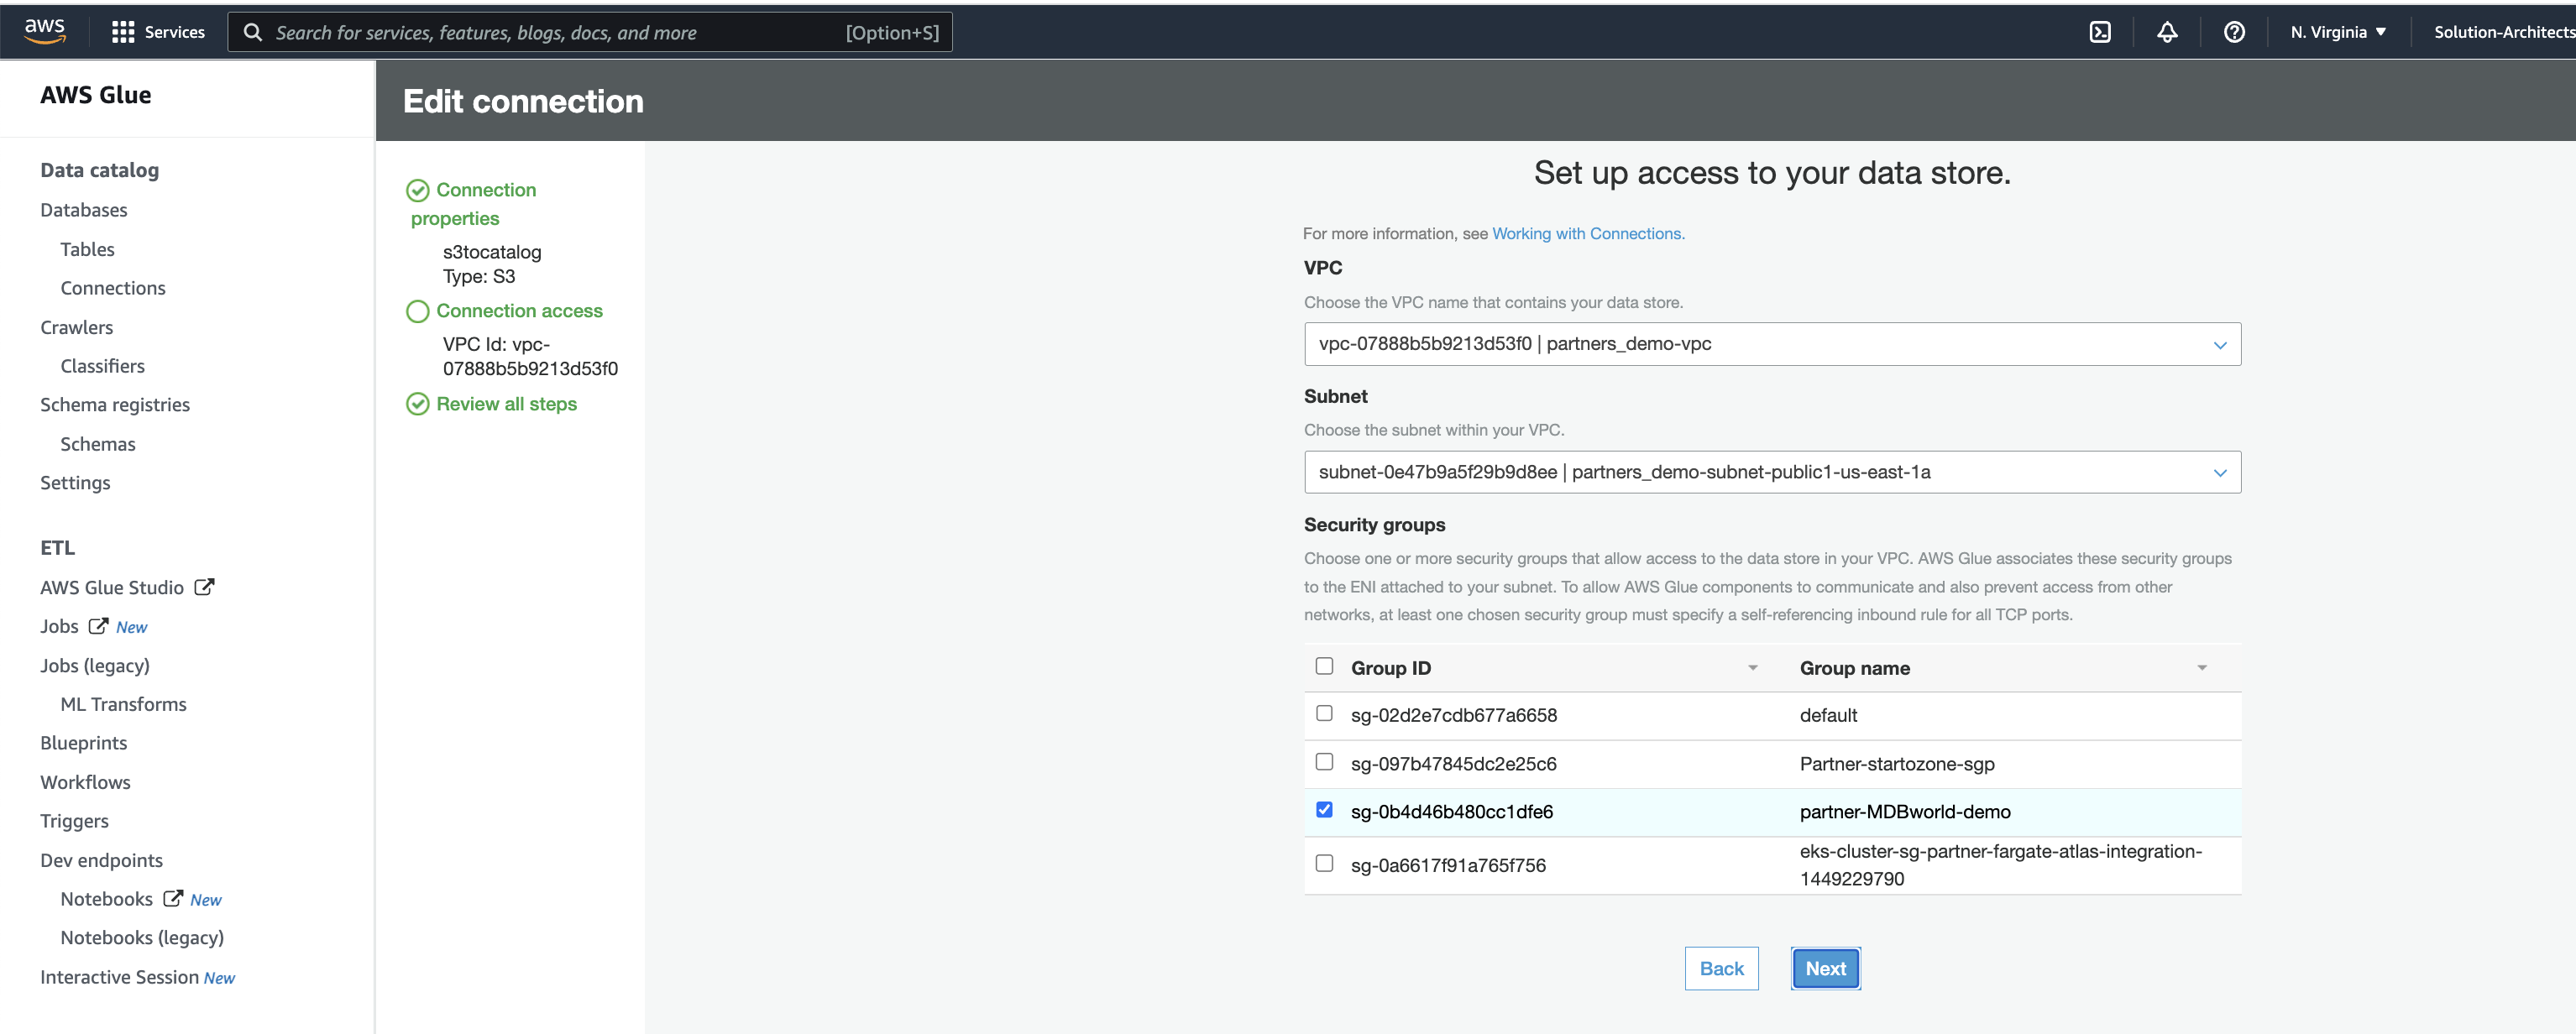 aws
Services
Search for services, features, blogs, docs, and more
[Option+S]
N. Virginia
Solution-Architects
AWS Glue
Data catalog
Databases
Tables
Connections
Crawlers
Classifiers
Schema registries
Schemas
Settings
ETL
AWS Glue Studio
Jobs New
Jobs (legacy)
ML Transforms
Blueprints
Workflows
Triggers
Dev endpoints
Notebooks New
Notebooks (legacy)
Interactive Session New
Edit connection
Connection
properties
s3tocatalog
Type: S3
Connection access
VPC Id: vpc-
07888b5b9213d53f0
Review all steps
Set up access to your data store.
For more information, see Working with Connections.
VPC
Choose the VPC name that contains your data store.
vpc-07888b5b9213d53f0 | partners_demo-vpc
Subnet
Choose the subnet within your VPC.
subnet-0e47b9a5f29b9d8ee | partners_demo-subnet-public1-us-east-1a
Security groups
Choose one or more security groups that allow access to the data store in your VPC. AWS Glue associates these security groups
to the ENI attached to your subnet. To allow AWS Glue components to communicate and also prevent access from other
networks, at least one chosen security group must specify a self-referencing inbound rule for all TCP ports.
Group ID Group name
sg-02d2e7cdb677a6658 default
sg-097b47845dc2e25c6 Partner-startozone-sgp
sg-0b4d46b480cc1dfe6 partner-MDBworld-demo
sg-0a6617f91a765f756 eks-cluster-sg-partner-fargate-atlas-integration-
1449229790
Back
Next